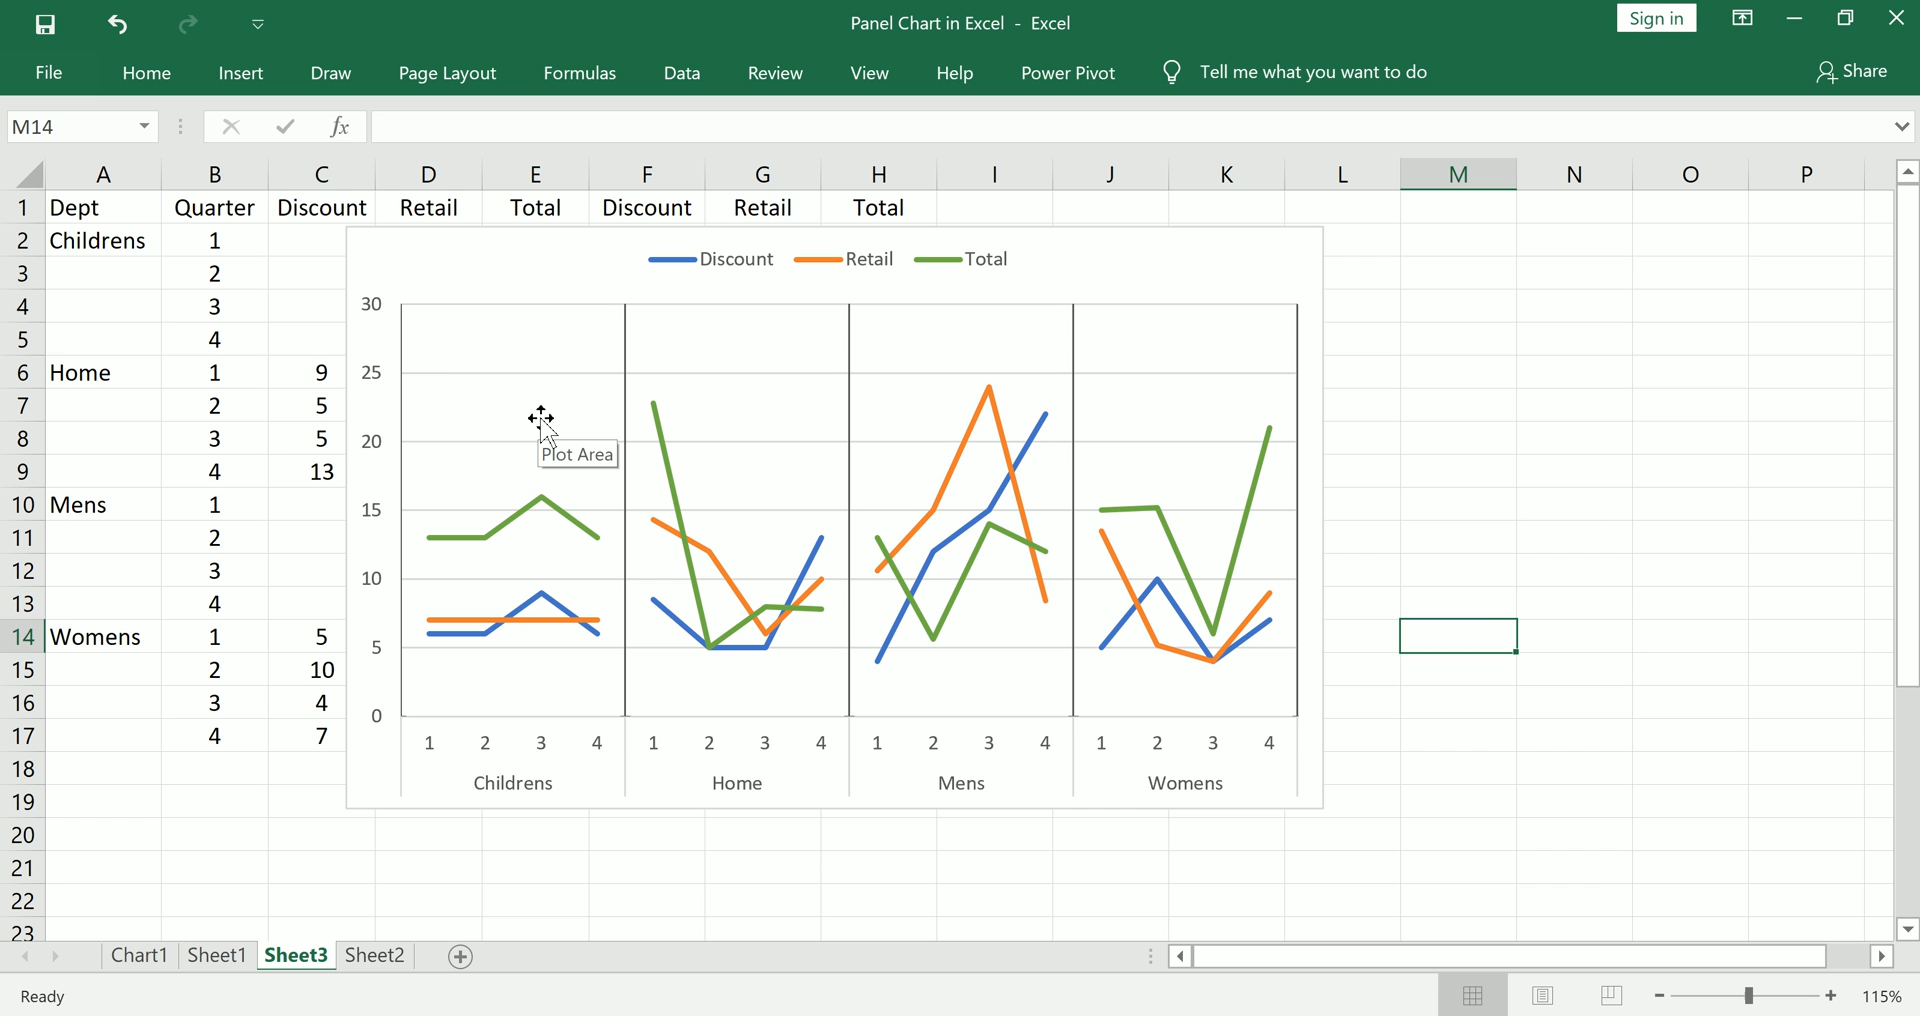 Panel Chart in Excel - Excel
Sign in
File Home Insert Draw Page Layout Formulas Data Review View Help Power Pivot Tell me what you want to do Share
M14 fx
A B C D E F G H I J K L M N O P
1 Dept Quarter Discount Retail Total Discount Retail Total
2 Childrens 1
3 2
4 3
5 4
6 Home 1 9
7 2 5
8 3 5
9 4 13
10 Mens 1
11 2
12 3
13 4
14 Womens 1 5
15 2 10
16 3 4
17 4 7
18
19
20
21
22
23
Discount Retail Total
30
25
20
15
10
5
0
Plot Area
1 2 3 4 1 2 3 4 1 2 3 4 1 2 3 4
Childrens Home Mens Womens
Chart1 Sheet1 Sheet3 Sheet2
Ready
115%